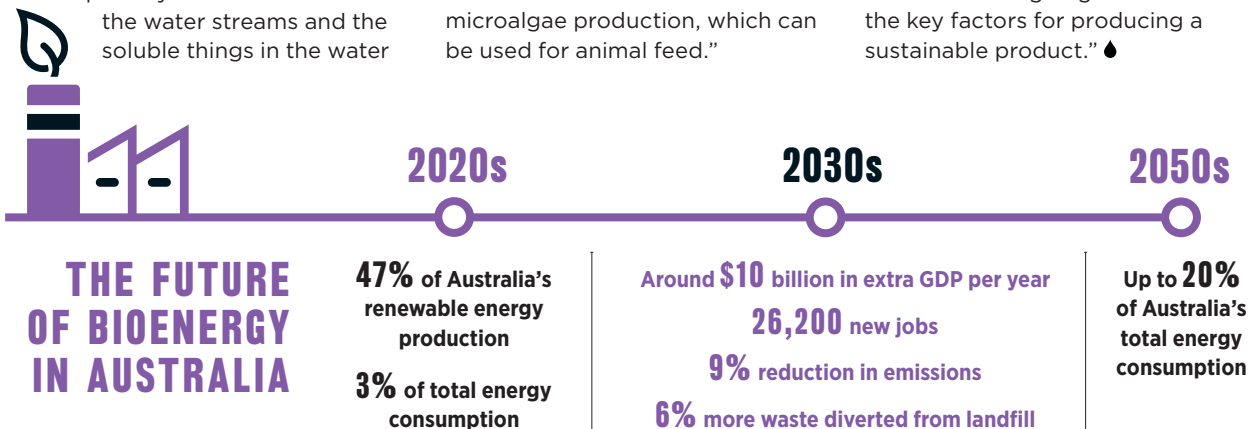 the water streams and the
soluble things in the water
microalgae production, which can
be used for animal feed.”
the key factors for producing a
sustainable product.”
2020s
2030s
2050s
THE FUTURE
OF BIOENERGY
IN AUSTRALIA
47% of Australia’s
renewable energy
production
3% of total energy
consumption
Around $10 billion in extra GDP per year
26,200 new jobs
9% reduction in emissions
6% more waste diverted from landfill
Up to 20%
of Australia’s
total energy
consumption